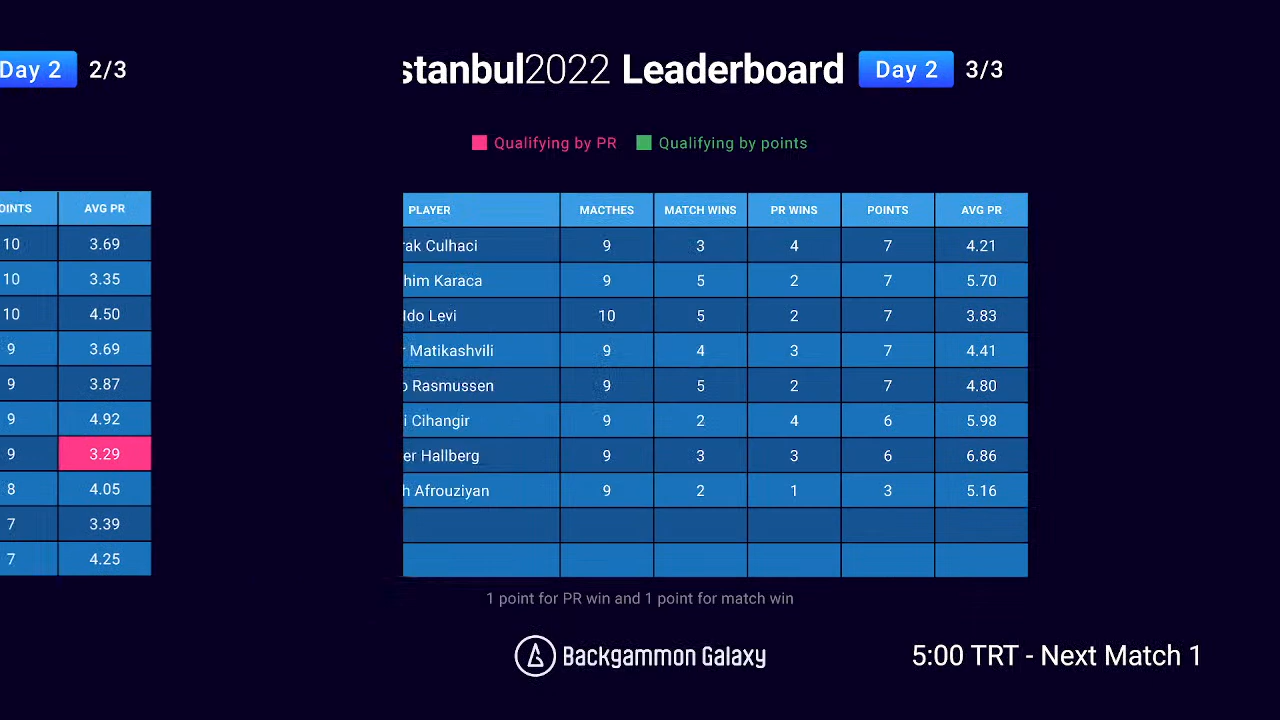 Day 2 2/3
stanbul2022 Leaderboard Day 2 3/3
Qualifying by PR Qualifying by points
OINTS AVG PR
10 3.69
10 3.35
10 4.50
9 3.69
9 3.87
9 4.92
9 3.29
8 4.05
7 3.39
7 4.25
PLAYER MACTHES MATCH WINS PR WINS POINTS AVG PR
rak Culhaci 9 3 4 7 4.21
him Karaca 9 5 2 7 5.70
ldo Levi 10 5 2 7 3.83
r Matikashvili 9 4 3 7 4.41
o Rasmussen 9 5 2 7 4.80
i Cihangir 9 2 4 6 5.98
er Hallberg 9 3 3 6 6.86
h Afrouziyan 9 2 1 3 5.16
1 point for PR win and 1 point for match win
Backgammon Galaxy
5:00 TRT - Next Match 1